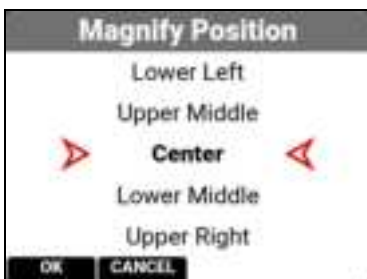 Magnify Position
Lower Left
Upper Middle
Center
Lower Middle
Upper Right
OK CANCEL